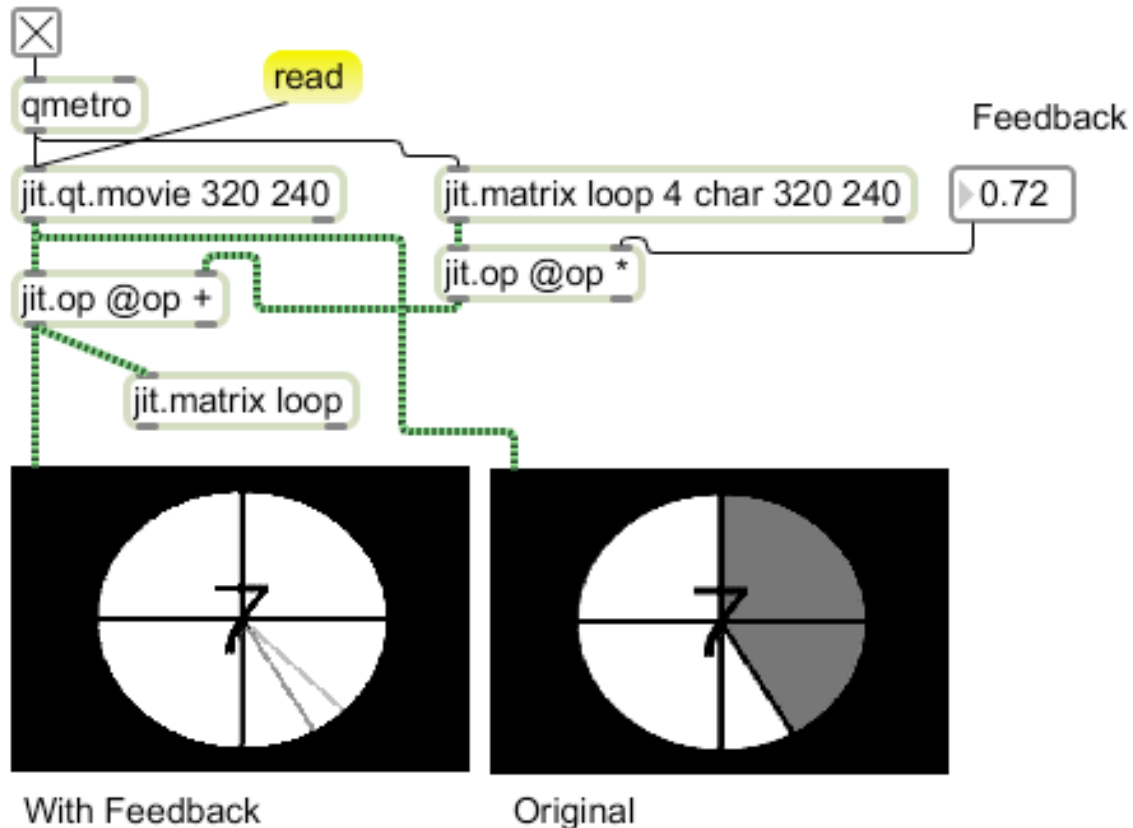 read
qmetro
Feedback
jit.qt.movie 320 240
jit.matrix loop 4 char 320 240
0.72
jit.op @op *
jit.op @op +
jit.matrix loop
7
7
With Feedback
Original